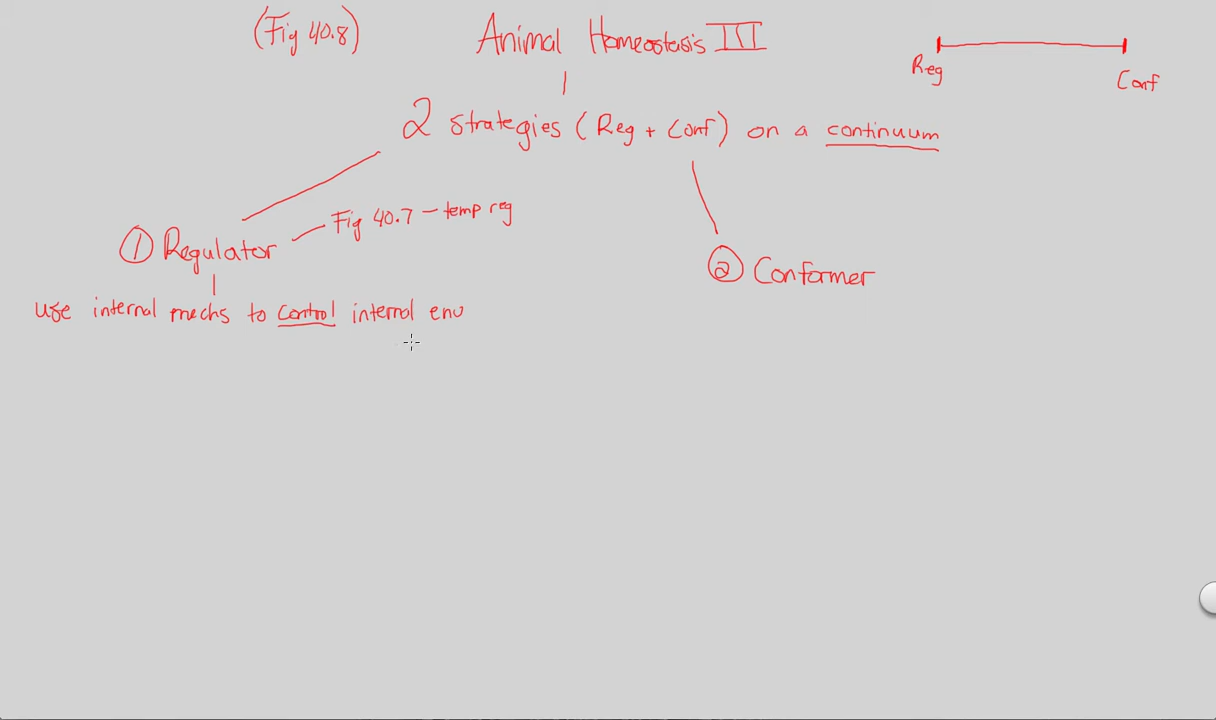 (Fig 40.8)
Animal Homeostasis III
Reg
Conf
2 strategies (Reg + Conf) on a continuum
Fig 40.7 - temp reg
① Regulator
② Conformer
use internal mechs to control internal env